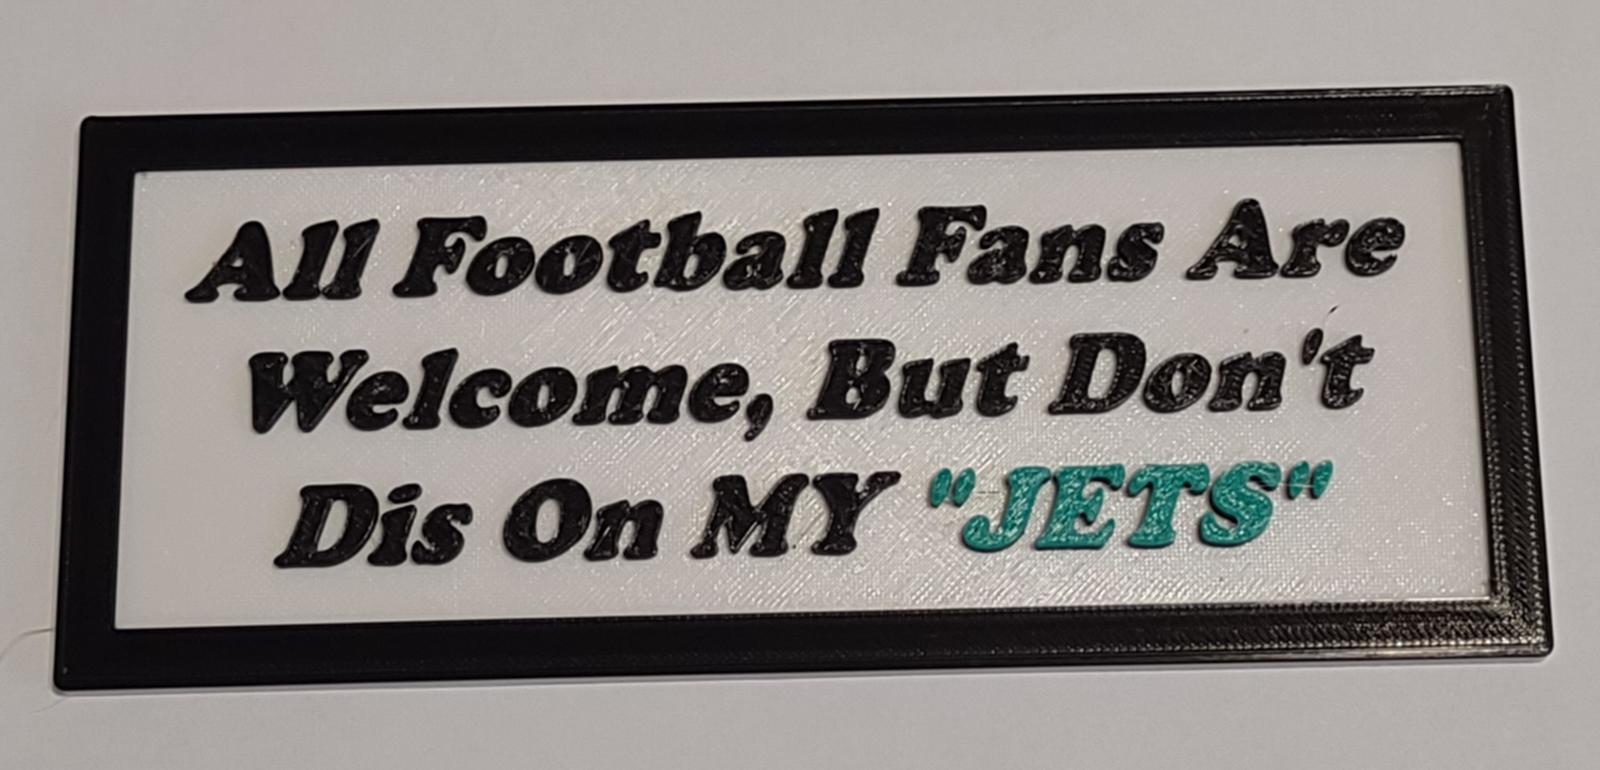 All Football Fans Are
Welcome, But Don't
Dis On MY "JETS"